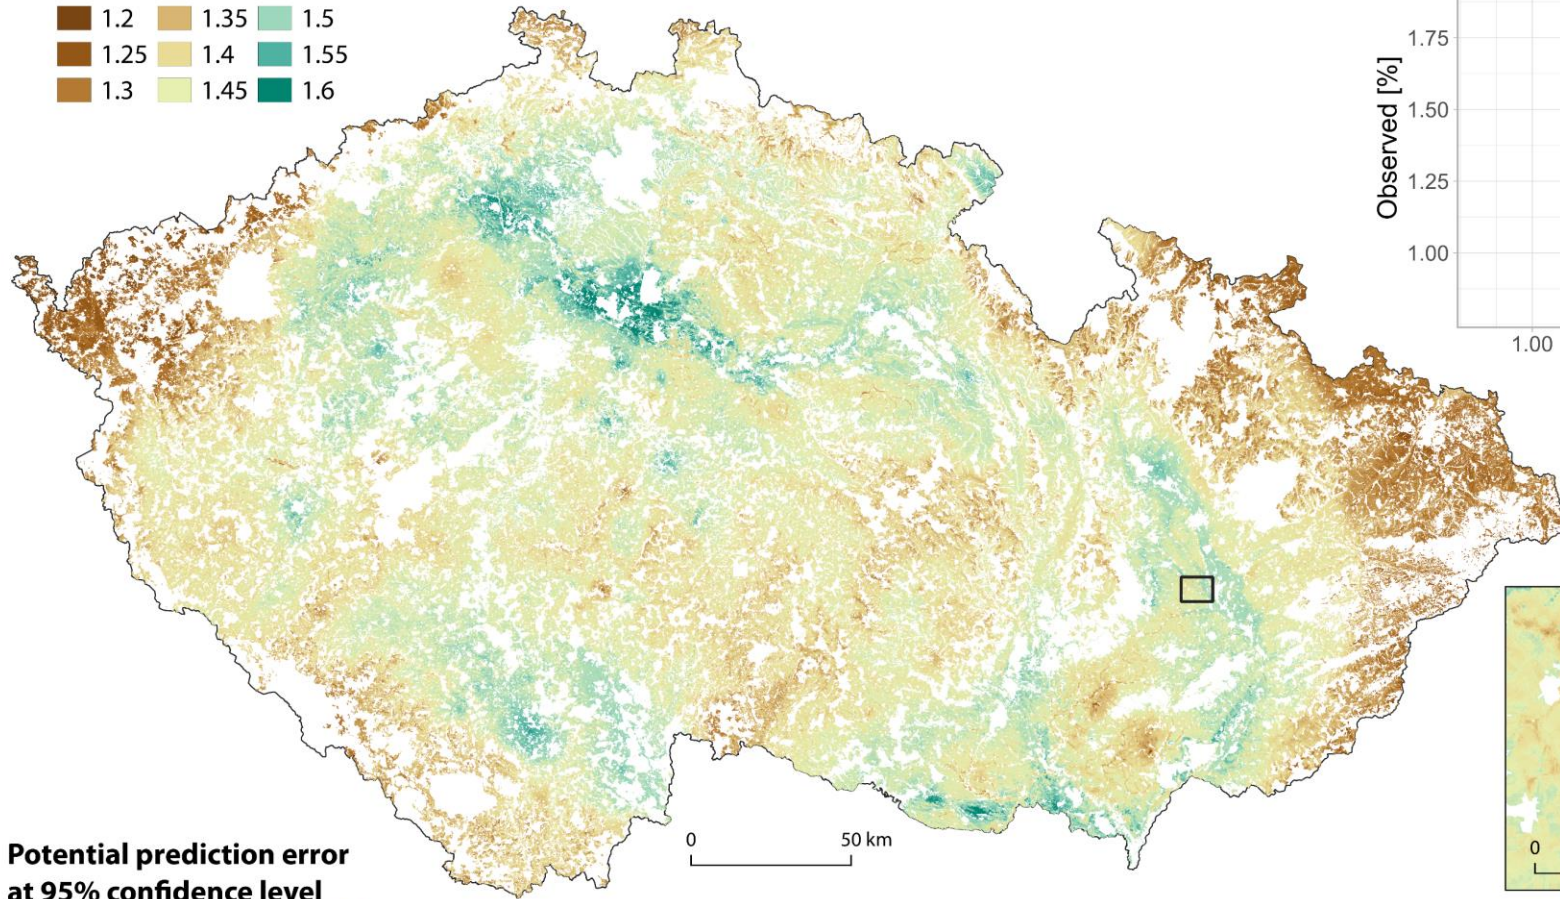 1.2 1.35 1.5
1.25 1.4 1.55
1.3 1.45 1.6
Observed [%]
1.75
1.50
1.25
1.00
1.00
0 50 km
0
Potential prediction error
at 95% confidence level